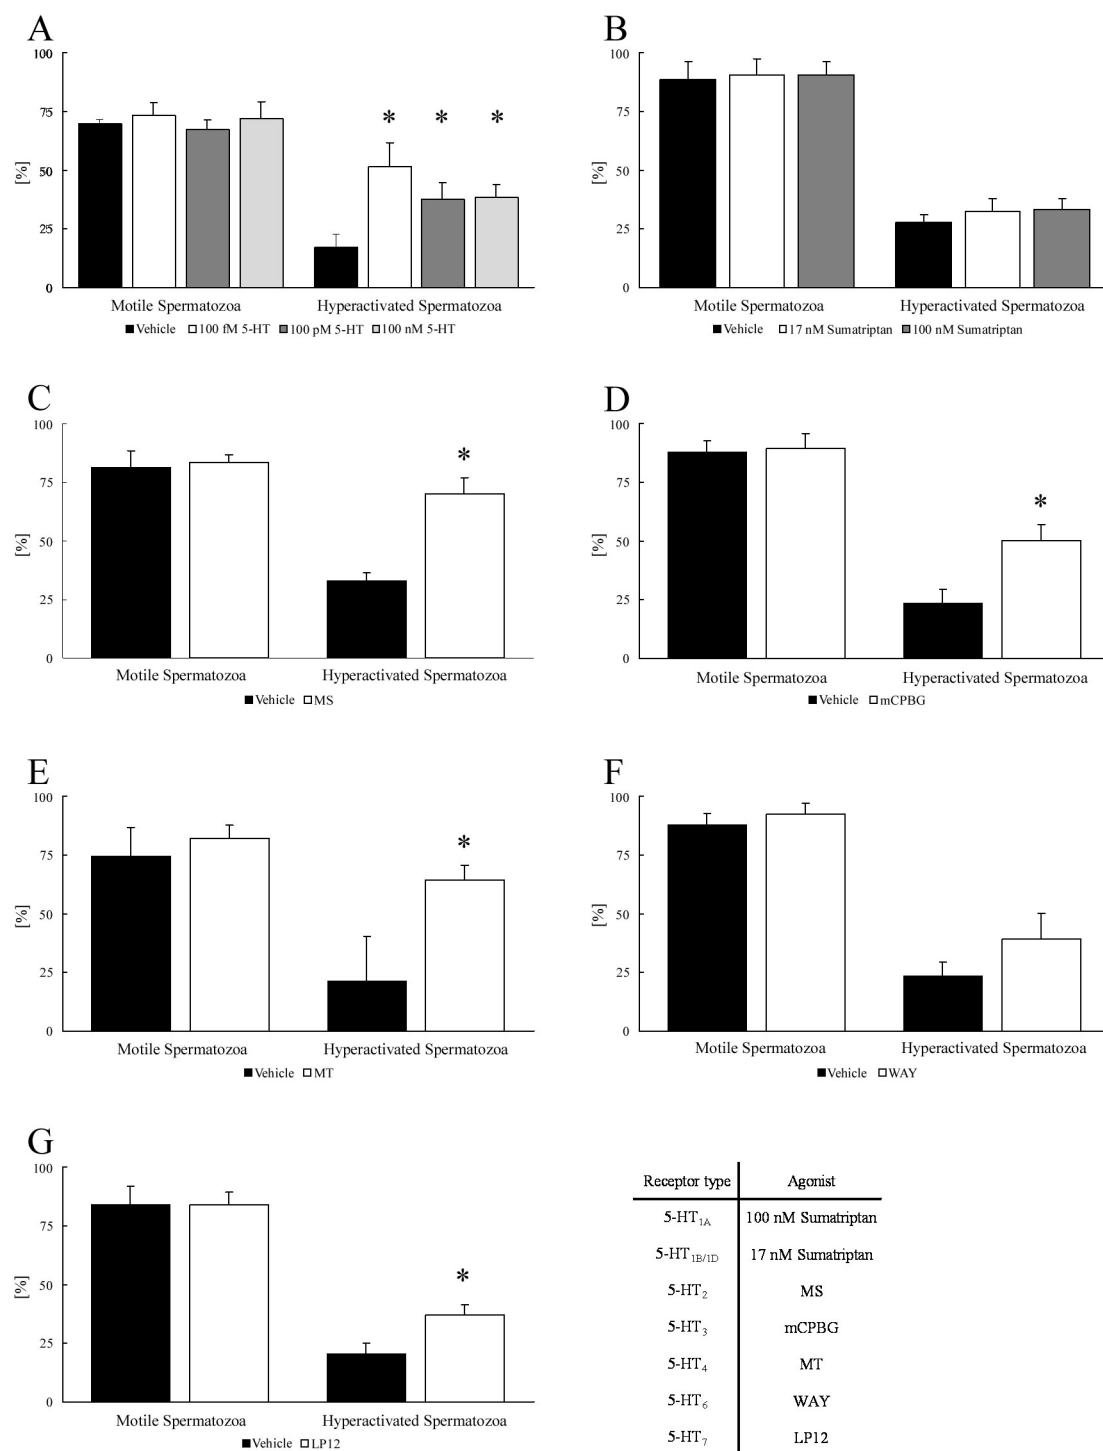 A
100
75
50
25
0
[%]
*
*
*
Motile Spermatozoa Hyperactivated Spermatozoa
Vehicle 100 fM 5-HT 100 pM 5-HT 100 nM 5-HT
B
100
75
50
25
0
[%]
Motile Spermatozoa Hyperactivated Spermatozoa
Vehicle 17 nM Sumatriptan 100 nM Sumatriptan
C
100
75
50
25
0
[%]
*
Motile Spermatozoa Hyperactivated Spermatozoa
Vehicle MS
D
100
75
50
25
0
[%]
*
Motile Spermatozoa Hyperactivated Spermatozoa
Vehicle mCPBG
E
100
75
50
25
0
[%]
*
Motile Spermatozoa Hyperactivated Spermatozoa
Vehicle MT
F
100
75
50
25
0
[%]
Motile Spermatozoa Hyperactivated Spermatozoa
Vehicle WAY
G
100
75
50
25
0
[%]
*
Motile Spermatozoa Hyperactivated Spermatozoa
Vehicle LP12
Receptor type Agonist
5-HT1A 100 nM Sumatriptan
5-HT1B/1D 17 nM Sumatriptan
5-HT2 MS
5-HT3 mCPBG
5-HT4 MT
5-HT6 WAY
5-HT7 LP12